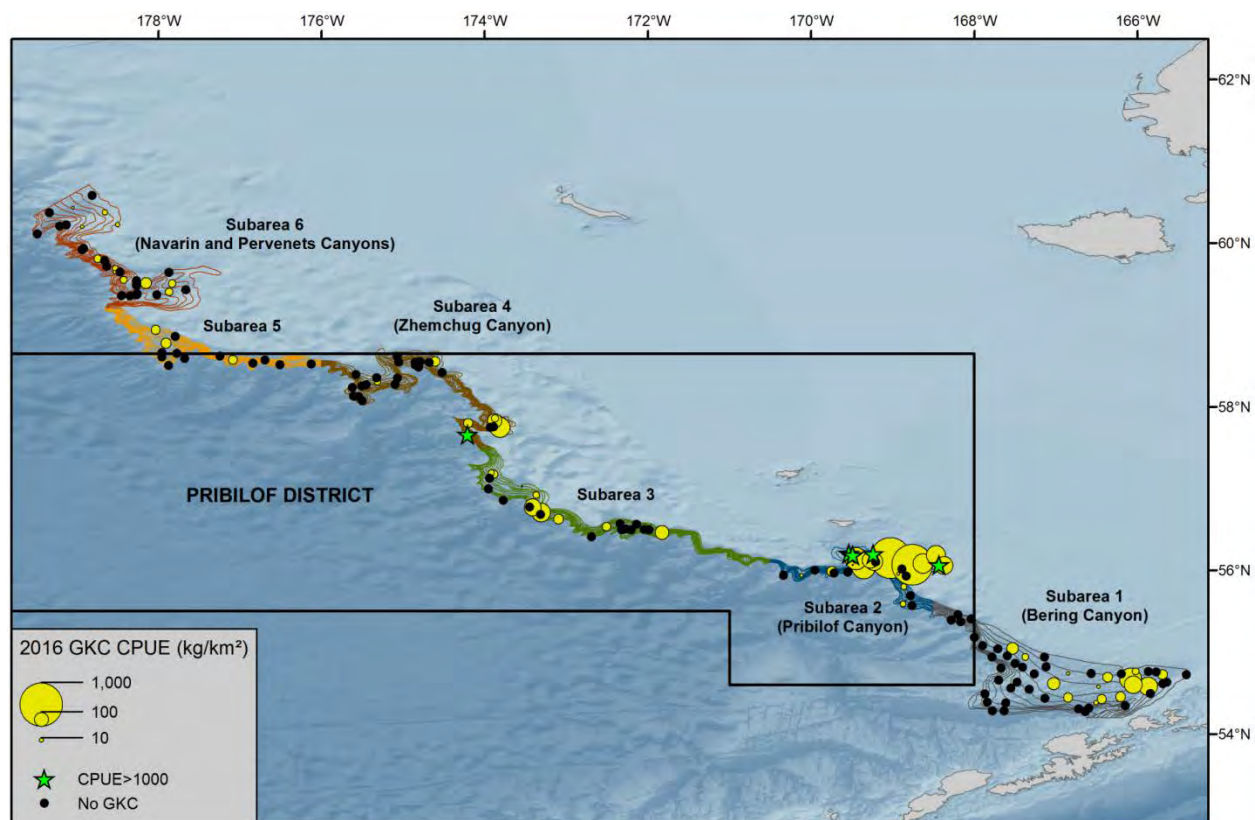 178°W 176°W 174°W 172°W 170°W 168°W 166°W
62°N
60°N
58°N
56°N
54°N
Subarea 6
(Navarin and Pervenets Canyons)
Subarea 5
Subarea 4
(Zhemchug Canyon)
PRIBILOF DISTRICT
Subarea 3
Subarea 2
(Pribilof Canyon)
Subarea 1
(Bering Canyon)
2016 GKC CPUE (kg/km²)
1,000
100
10
CPUE>1000
No GKC